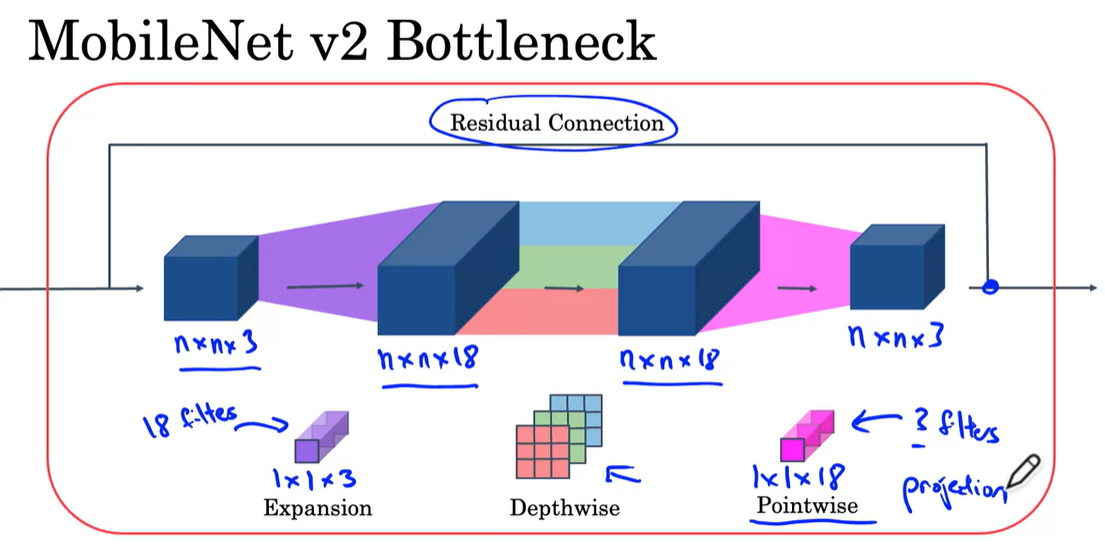 MobileNet v2 Bottleneck
Residual Connection
n×n×3
n×n×18
n×n×18
n×n×3
18 filtes
1×1×3
Expansion
Depthwise
1×1×18
Pointwise
3 filters
projection